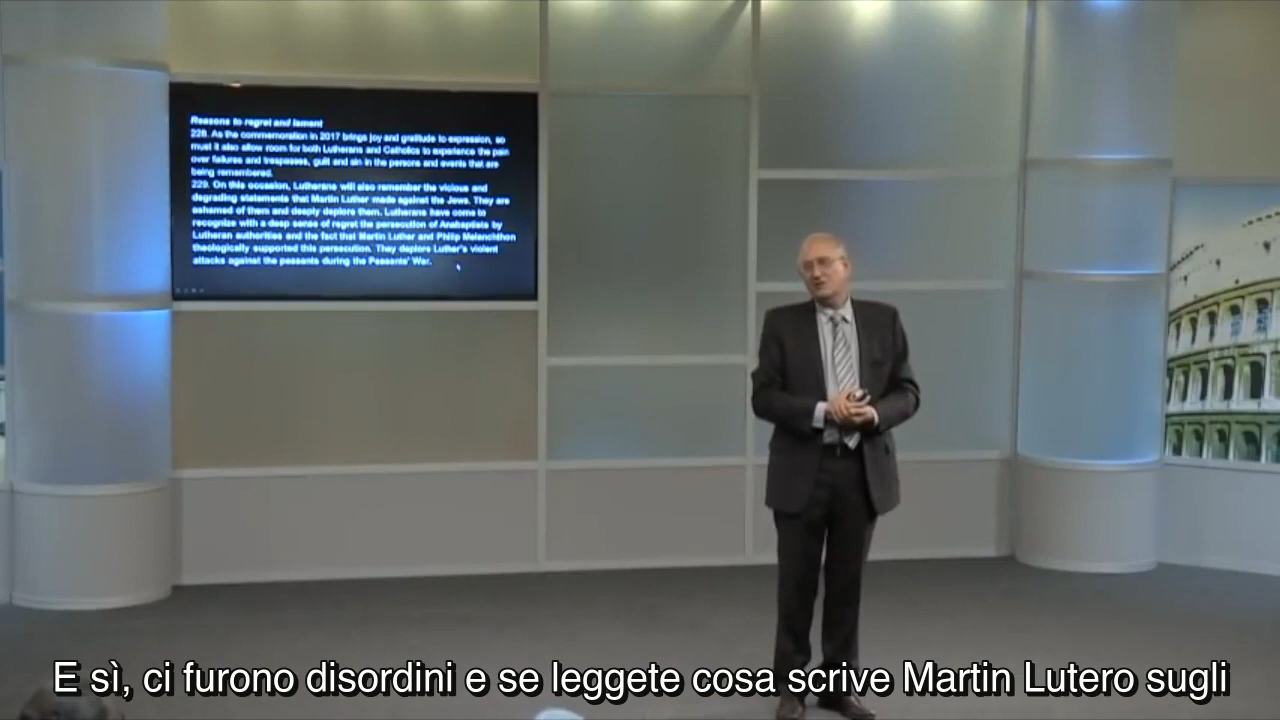 Reasons to regret and lament
228. As the commemoration in 2017 brings joy and gratitude to expression, so
must it also allow room for both Lutherans and Catholics to experience the pain
over failures and trespasses, guilt and sin in the persons and events that are
being remembered.
229. On this occasion, Lutherans will also remember the vicious and
degrading statements that Martin Luther made against the Jews. They are
ashamed of them and deeply deplore them. Lutherans have come to
recognize with a deep sense of regret the persecution of Anabaptists by
Lutheran authorities and the fact that Martin Luther and Philip Melanchthon
theologically supported this persecution. They deplore Luther's violent
attacks against the peasants during the Peasants' War.
E sì, ci furono disordini e se leggete cosa scrive Martin Lutero sugli